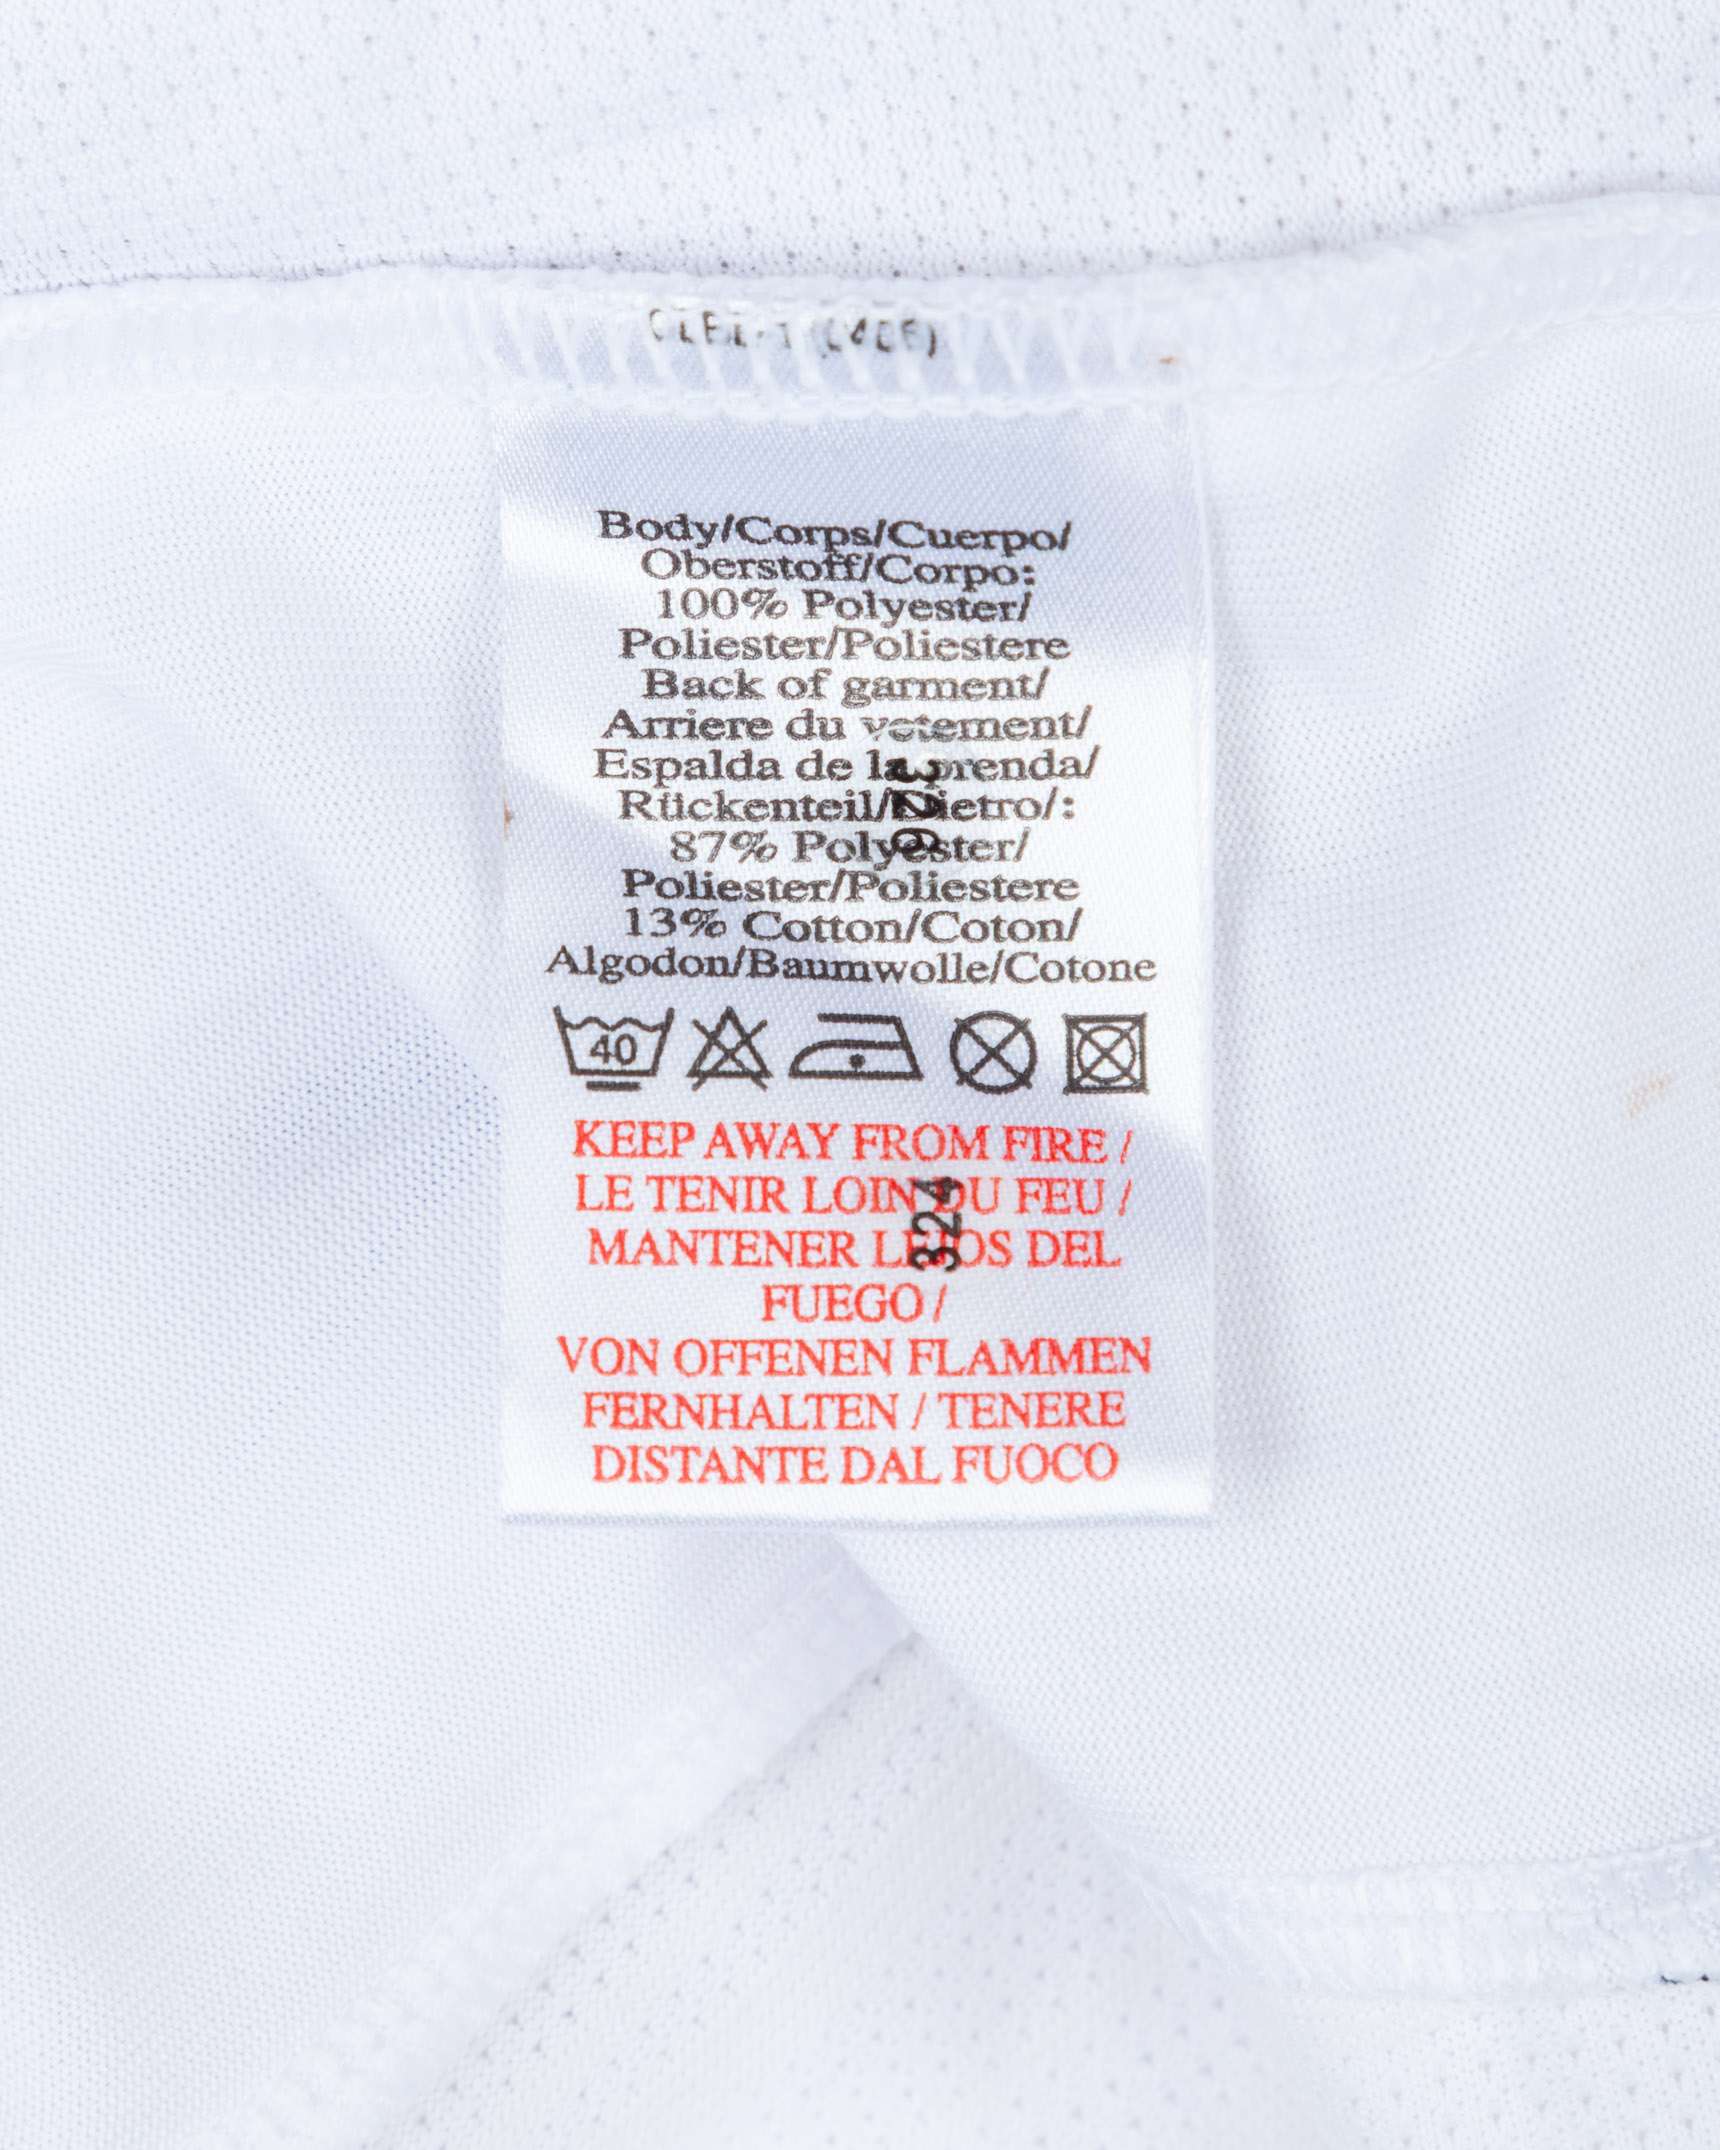 Body/Corps/Cuerpo/
Oberstoff/Corpo:
100% Polyester/
Poliester/Poliestere
Back of garment/
Arriere du vetement/
Espalda de la prenda/
Rückenteil/Dietro/:
87% Polyester/
Poliester/Poliestere
13% Cotton/Coton/
Algodon/Baumwolle/Cotone
40
KEEP AWAY FROM FIRE /
LE TENIR LOIN DU FEU /
324
MANTENER LEJOS DEL
FUEGO /
VON OFFENEN FLAMMEN
FERNHALTEN / TENERE
DISTANTE DAL FUOCO